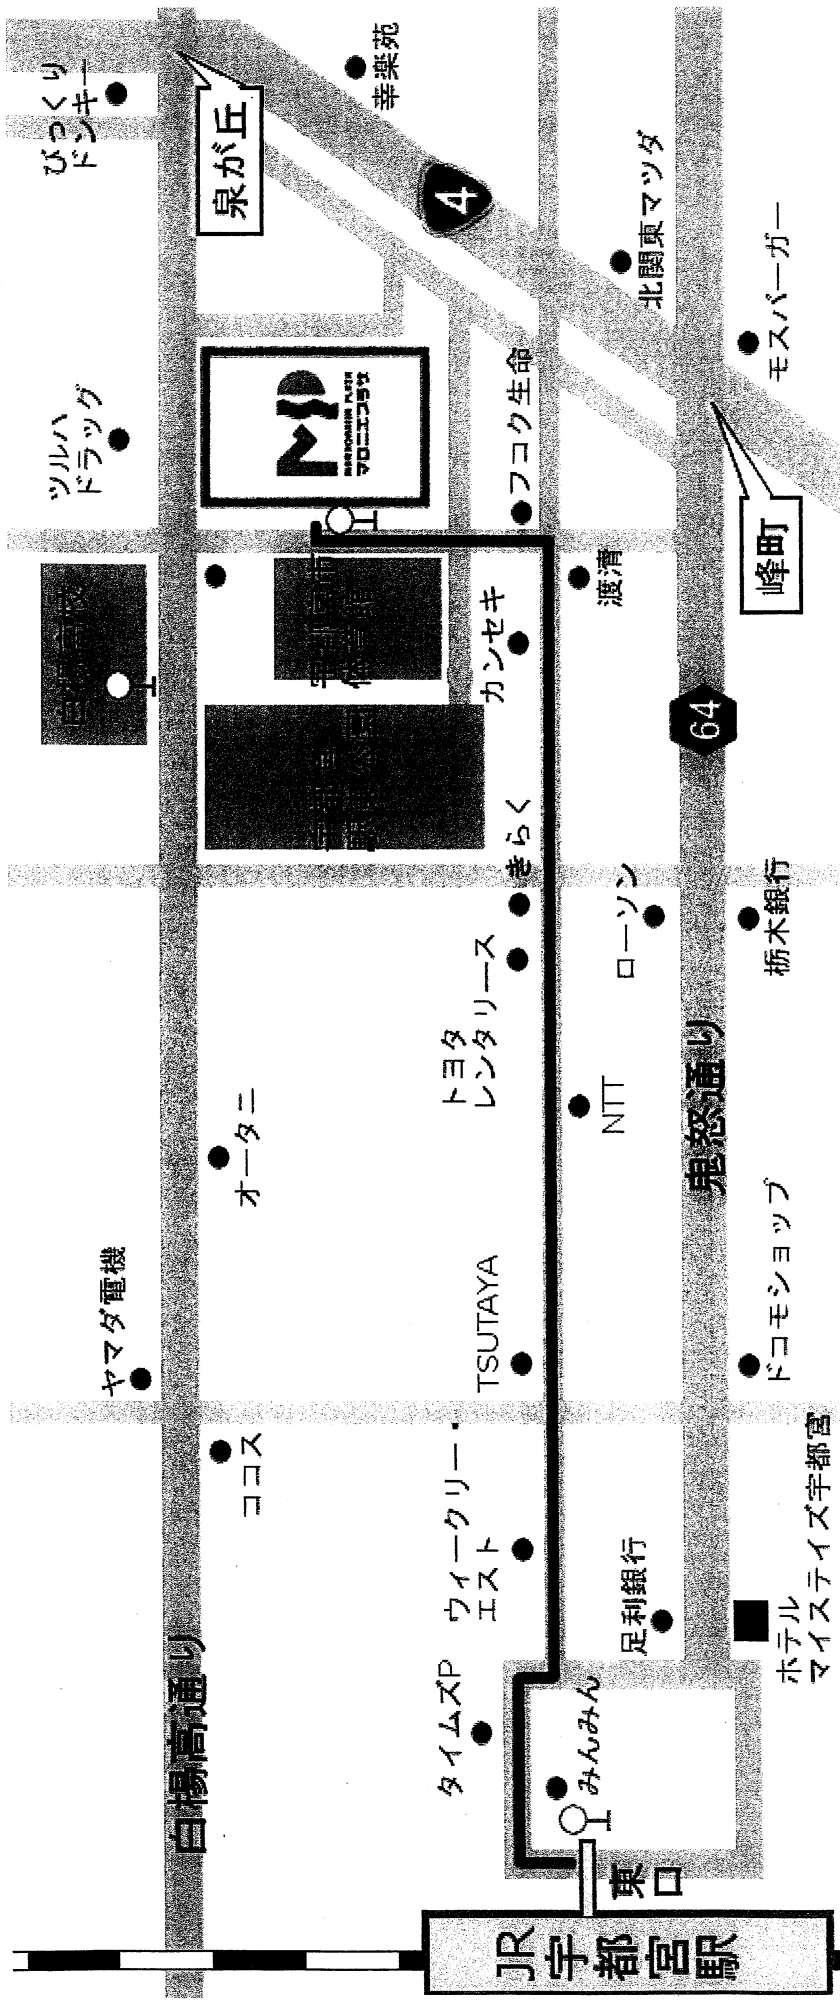 びっくり
ドンキー
幸楽苑
泉が丘
4
北関東マツダ
モスバーガー
ツルハ
ドラッグ
MARRONNIER PLAZA
マロニエプラザ
フコク生命
峰町
白楊高校
渡清
カンセキ
64
きらく
ローソン
栃木銀行
トヨタ
レンタリース
NTT
鬼怒通り
オータニ
ヤマダ電機
TSUTAYA
ドコモショップ
ココス
ウィークリー・
エスト
足利銀行
ホテル
マイステイズ宇都宮
白楊高通り
タイムズP
みんみん
東口
JR宇都宮駅